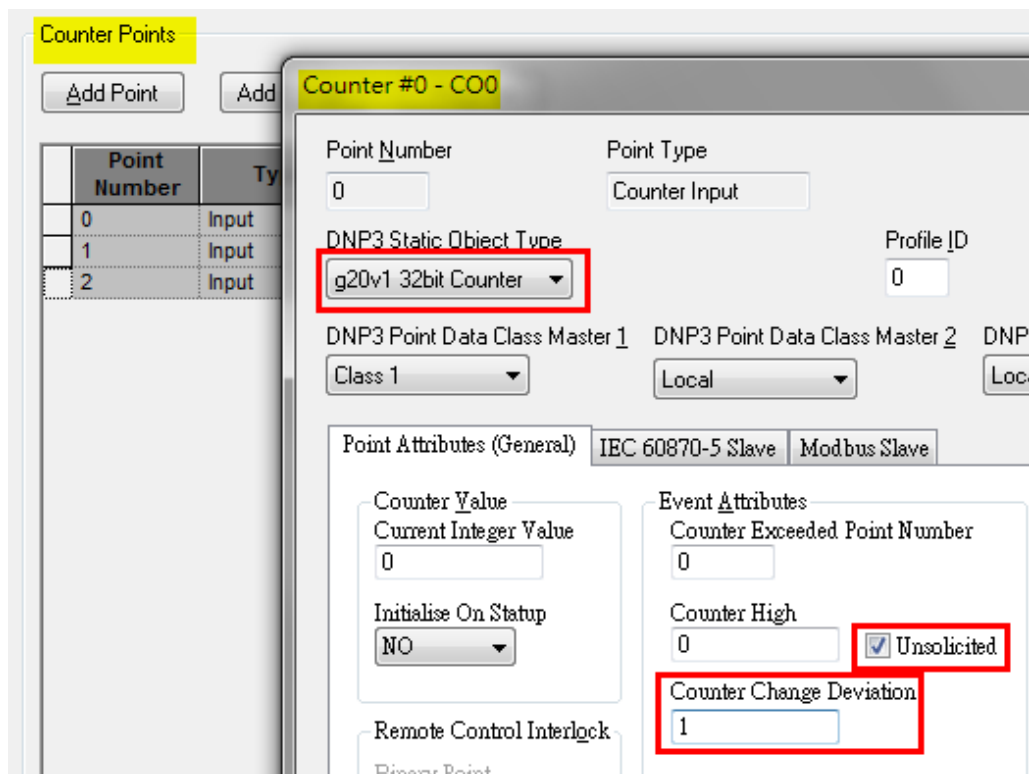 Counter Points
Add Point
Add
Counter #0 - CO0
Point Number
Ty
0 Input
1 Input
2 Input
Point Number Point Type
0 Counter Input
DNP3 Static Object Type Profile ID
g20v1 32bit Counter 0
DNP3 Point Data Class Master 1 DNP3 Point Data Class Master 2 DNP
Class 1 Local Loca
Point Attributes (General) IEC 60870-5 Slave Modbus Slave
Counter Value
Current Integer Value
0
Initialise On Statup
NO
Remote Control Interlock
Binary Point
Event Attributes
Counter Exceeded Point Number
0
Counter High
0 Unsolicited
Counter Change Deviation
1